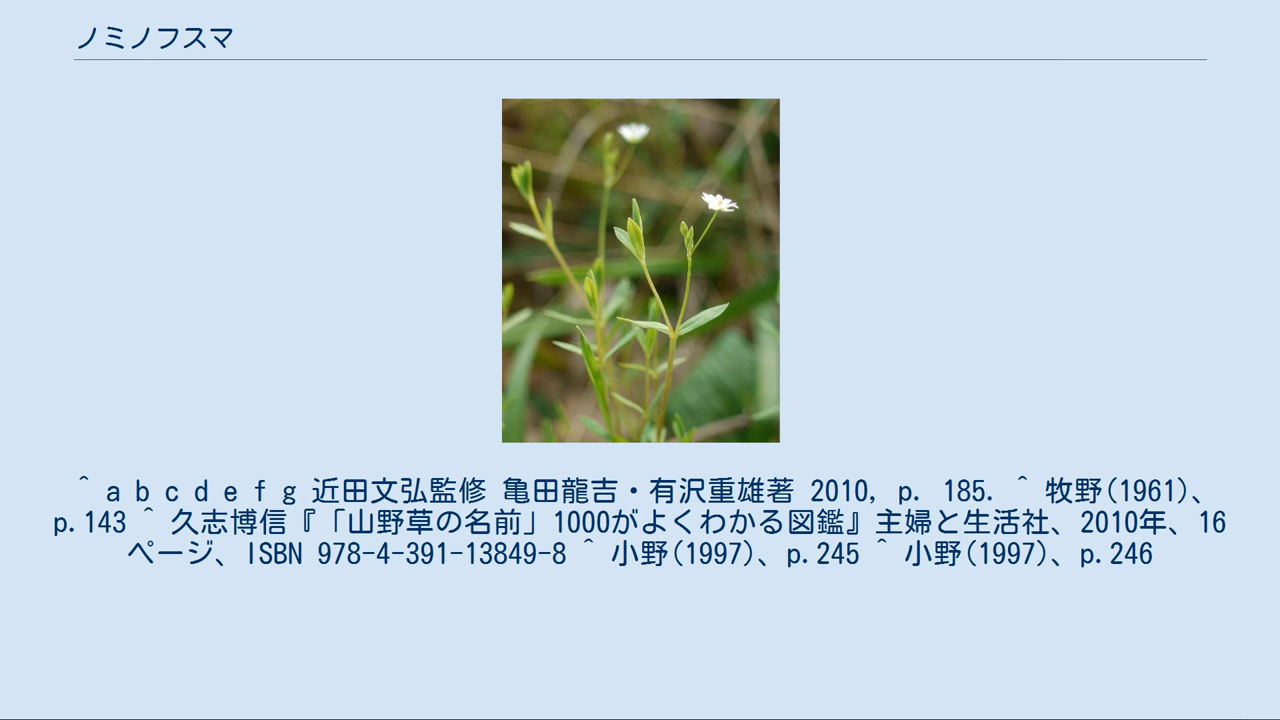 ノミノフスマ
^ a b c d e f g 近田文弘監修 亀田龍吉・有沢重雄著 2010, p. 185. ^ 牧野(1961)、
p.143 ^ 久志博信『「山野草の名前」1000がよくわかる図鑑』主婦と生活社、2010年、16
ページ、ISBN 978-4-391-13849-8 ^ 小野(1997)、p.245 ^ 小野(1997)、p.246